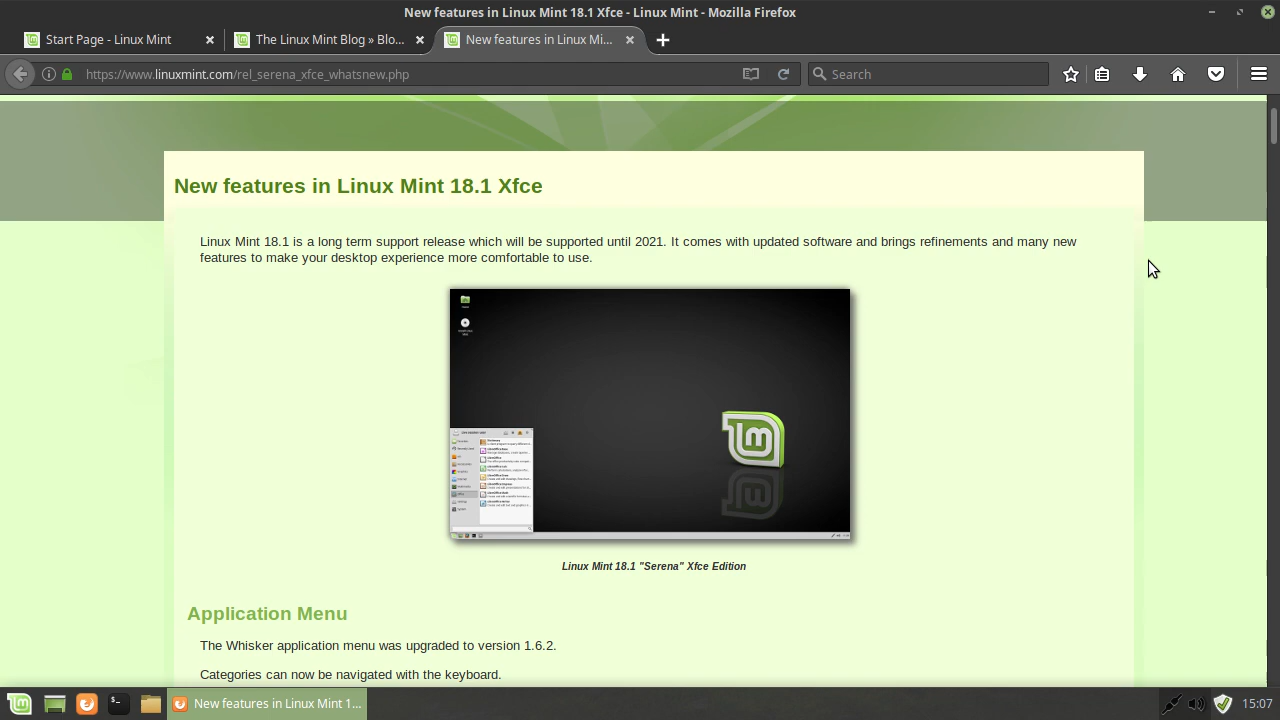 New features in Linux Mint 18.1 Xfce - Linux Mint - Mozilla Firefox
Start Page - Linux Mint
The Linux Mint Blog » Blo...
New features in Linux Mi...
https://www.linuxmint.com/rel_serena_xfce_whatsnew.php
Search
New features in Linux Mint 18.1 Xfce
Linux Mint 18.1 is a long term support release which will be supported until 2021. It comes with updated software and brings refinements and many new
features to make your desktop experience more comfortable to use.
Linux Mint 18.1 "Serena" Xfce Edition
Application Menu
The Whisker application menu was upgraded to version 1.6.2.
Categories can now be navigated with the keyboard.
New features in Linux Mint 1...
15:07